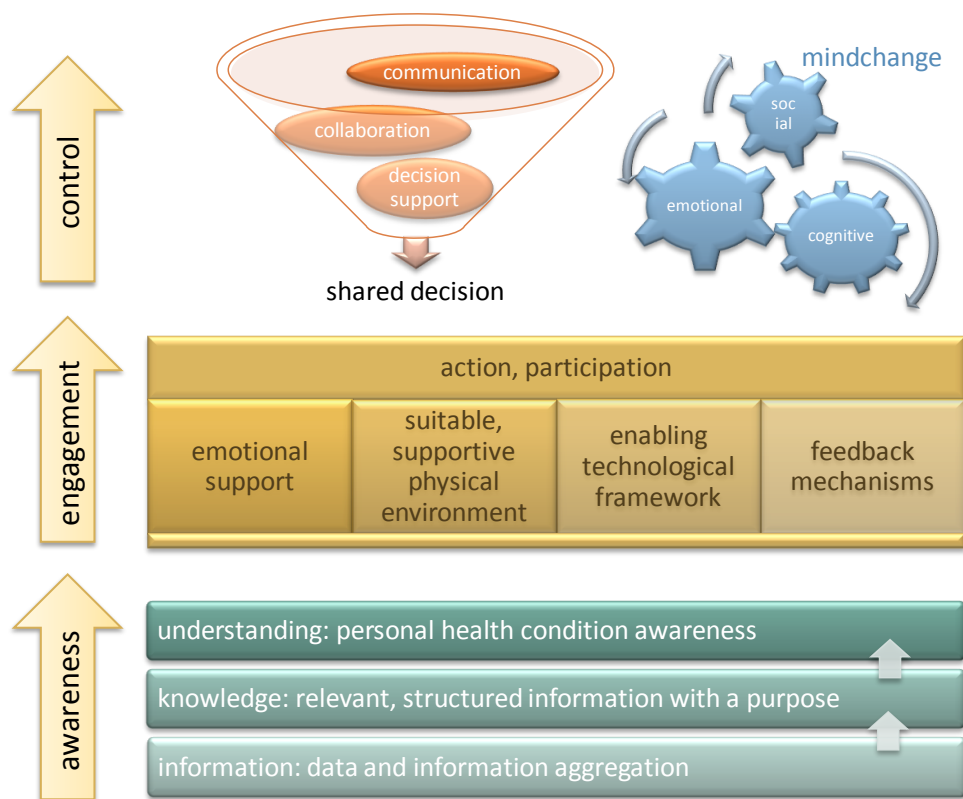 control
communication
collaboration
decision
support
shared decision
mindchange
soc
ial
emotional
cognitive
engagement
action, participation
emotional
support
suitable,
supportive
physical
environment
enabling
technological
framework
feedback
mechanisms
awareness
understanding: personal health condition awareness
knowledge: relevant, structured information with a purpose
information: data and information aggregation